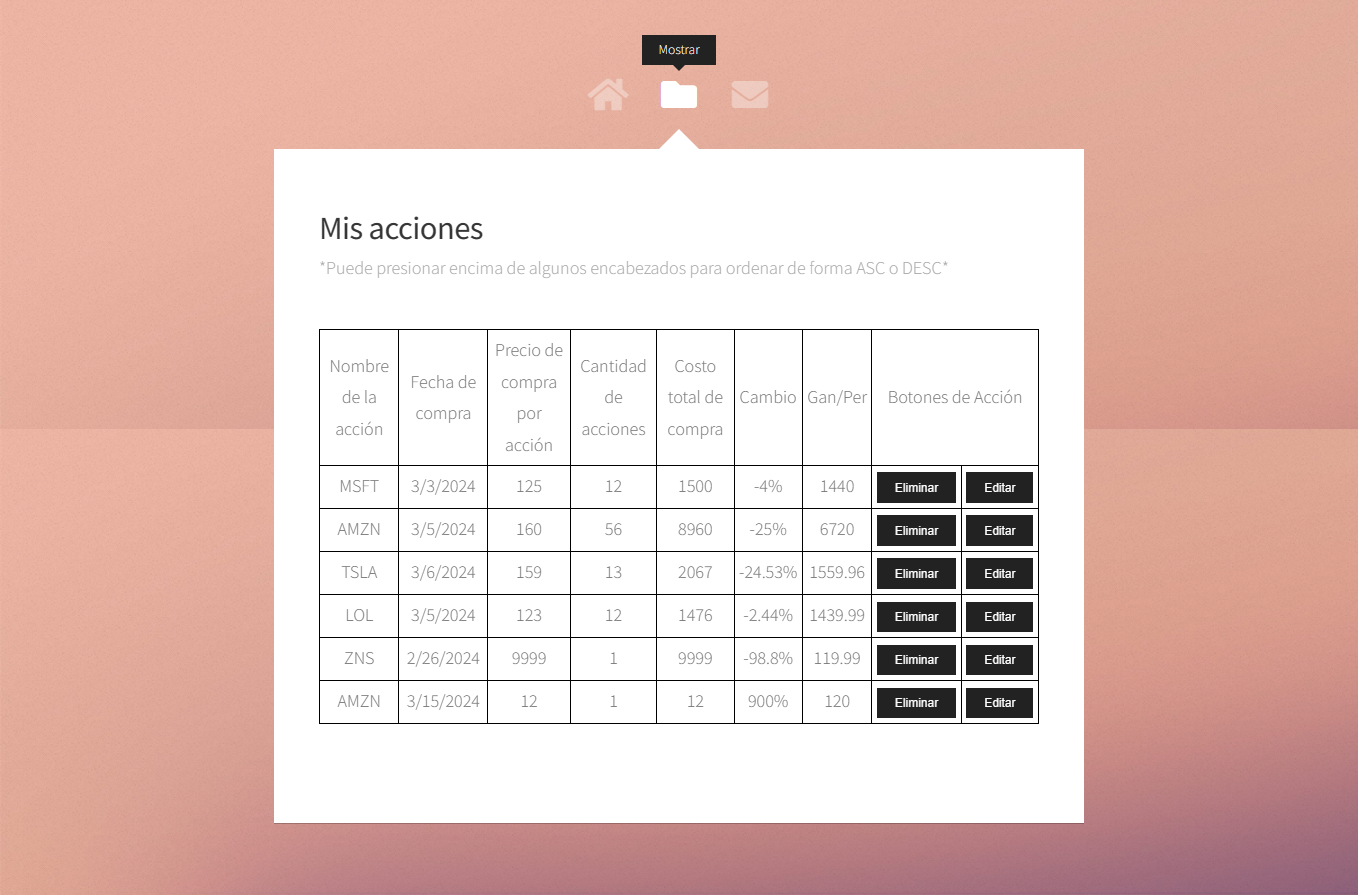 Mostrar
Mis acciones
*Puede presionar encima de algunos encabezados para ordenar de forma ASC o DESC*
Nombre de la acción Fecha de compra Precio de compra por acción Cantidad de acciones Costo total de compra Cambio Gan/Per Botones de Acción
MSFT 3/3/2024 125 12 1500 -4% 1440 Eliminar Editar
AMZN 3/5/2024 160 56 8960 -25% 6720 Eliminar Editar
TSLA 3/6/2024 159 13 2067 -24.53% 1559.96 Eliminar Editar
LOL 3/5/2024 123 12 1476 -2.44% 1439.99 Eliminar Editar
ZNS 2/26/2024 9999 1 9999 -98.8% 119.99 Eliminar Editar
AMZN 3/15/2024 12 1 12 900% 120 Eliminar Editar